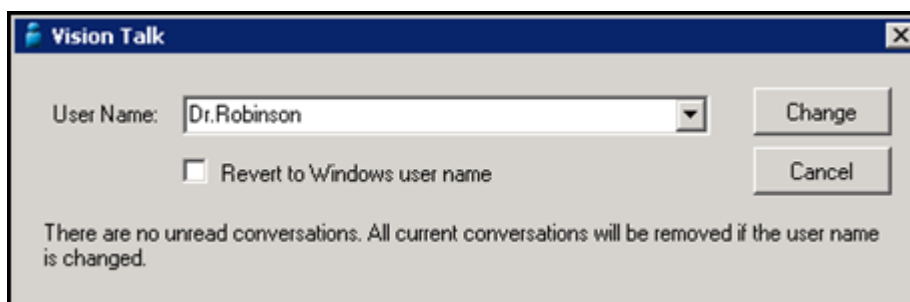 Vision Talk
User Name: Dr.Robinson Change
Revert to Windows user name Cancel
There are no unread conversations. All current conversations will be removed if the user name
is changed.